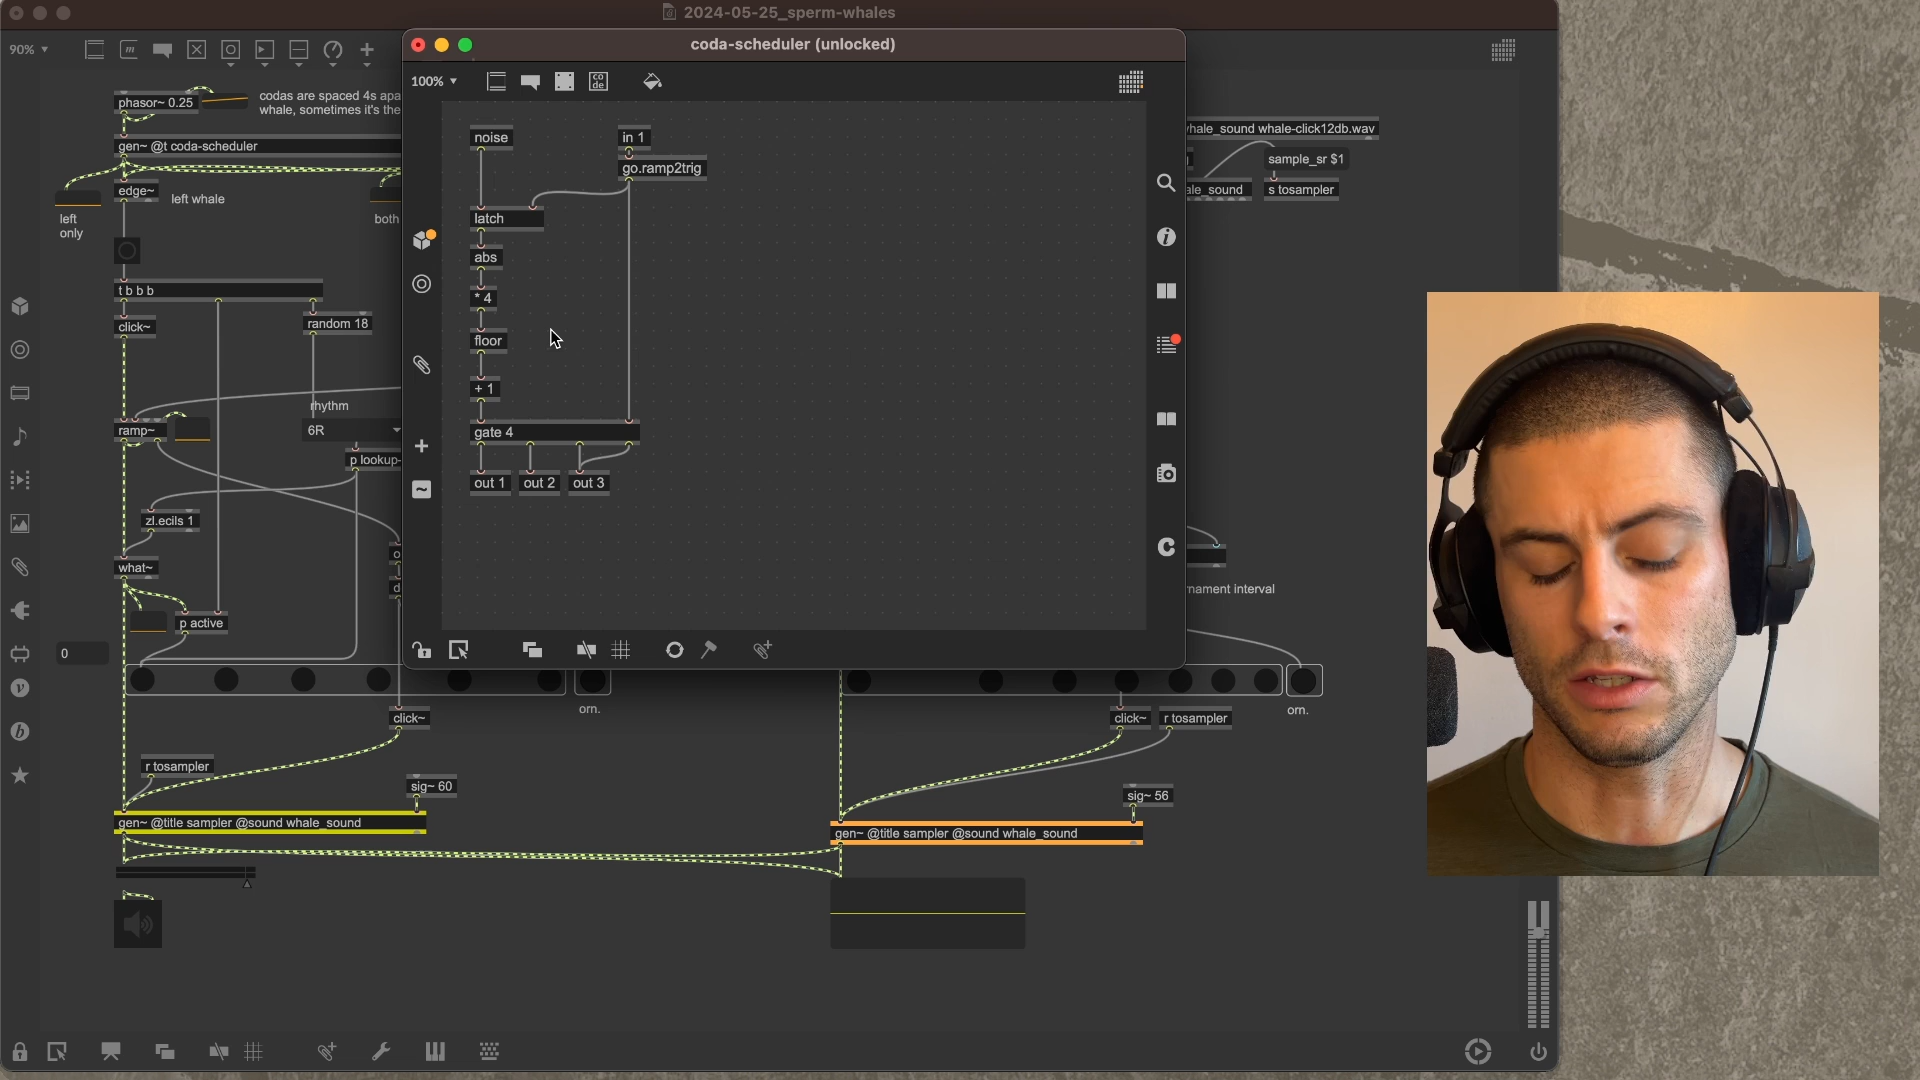 2024-05-25_sperm-whales
90%
coda-scheduler (unlocked)
100%
phasor~ 0.25
codas are spaced 4s apa
whale, sometimes it's the
gen~ @t coda-scheduler
edge~
left whale
left
only
both
t b b b
click~
random 18
rhythm
ramp~
6R
p lookup-
zl.ecils 1
what~
p active
0
noise
in 1
go.ramp2trig
latch
abs
* 4
floor
+ 1
gate 4
out 1
out 2
out 3
whale_sound whale-click12db.wav
sample_sr $1
ale_sound
s tosampler
nament interval
orn.
orn.
click~
r tosampler
click~
r tosampler
sig~ 60
sig~ 56
gen~ @title sampler @sound whale_sound
gen~ @title sampler @sound whale_sound